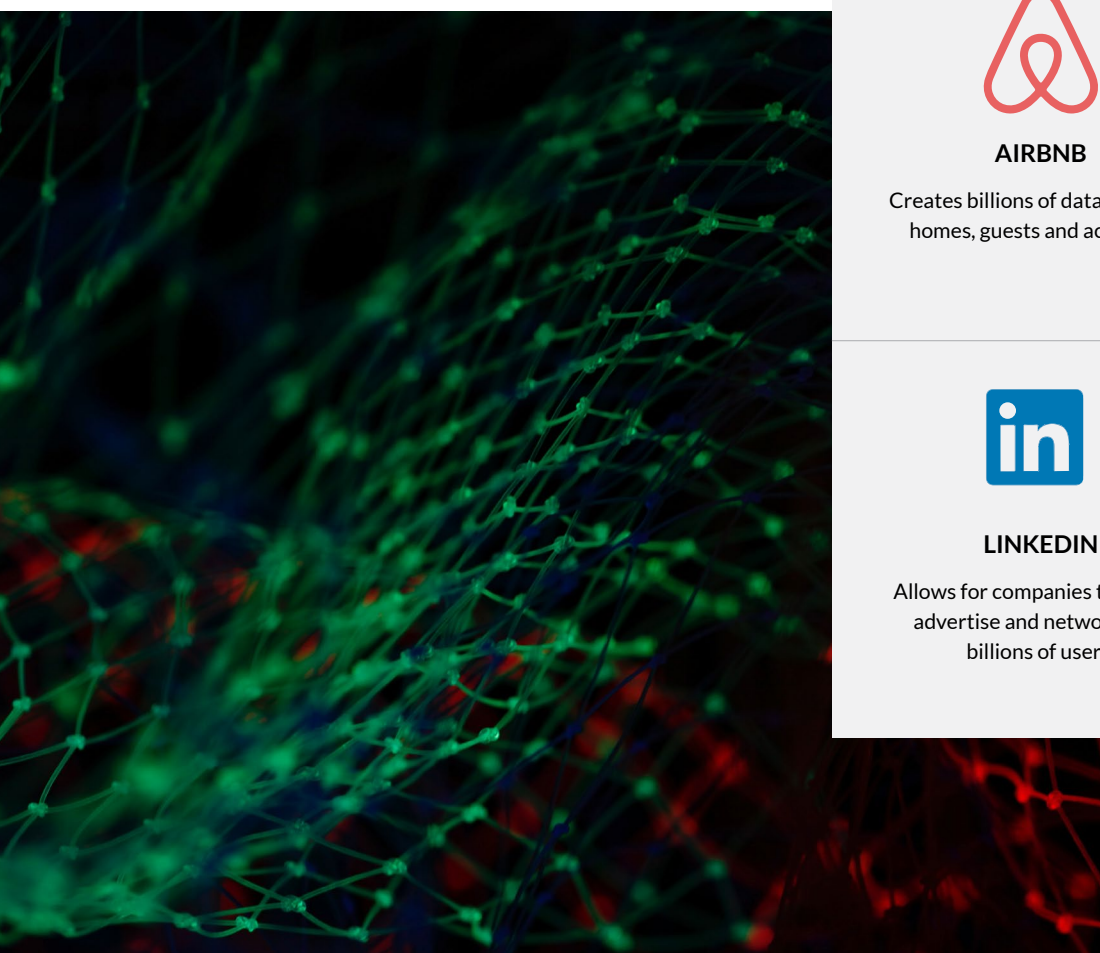 AIRBNB
Creates billions of data
homes, guests and
in
LINKEDIN
Allows for companies
advertise and
billions of